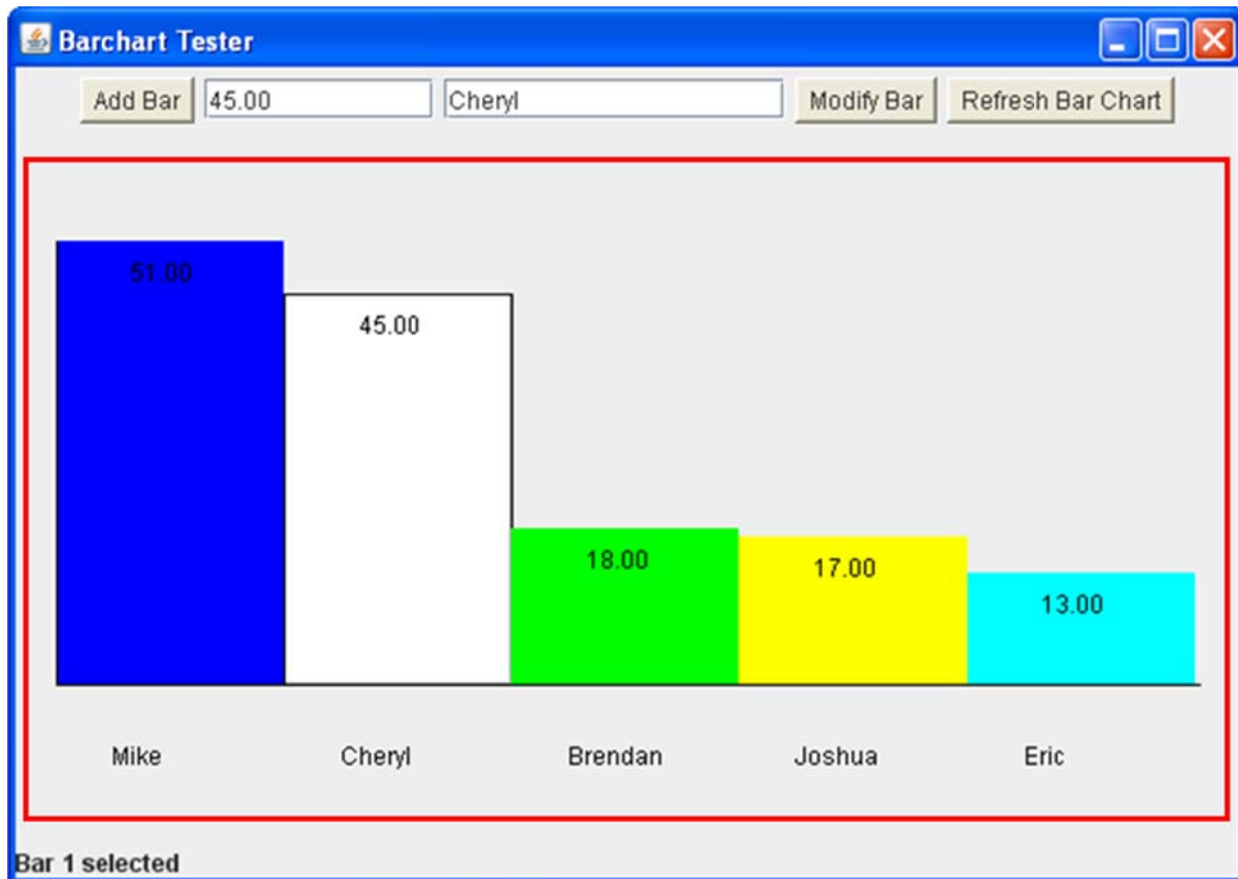 Barchart Tester
Add Bar 45.00 Cheryl Modify Bar Refresh Bar Chart
51.00
45.00
18.00
17.00
13.00
Mike Cheryl Brendan Joshua Eric
Bar 1 selected